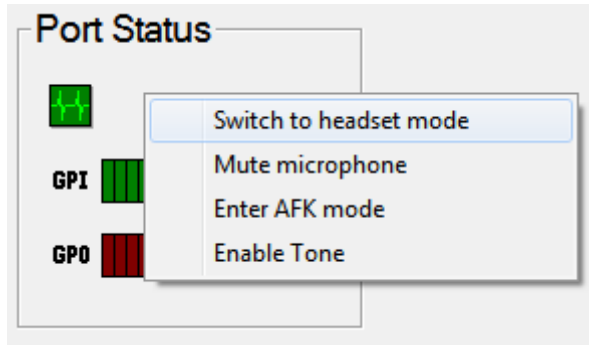 Port Status
Switch to headset mode
Mute microphone
GPI
Enter AFK mode
GPO
Enable Tone